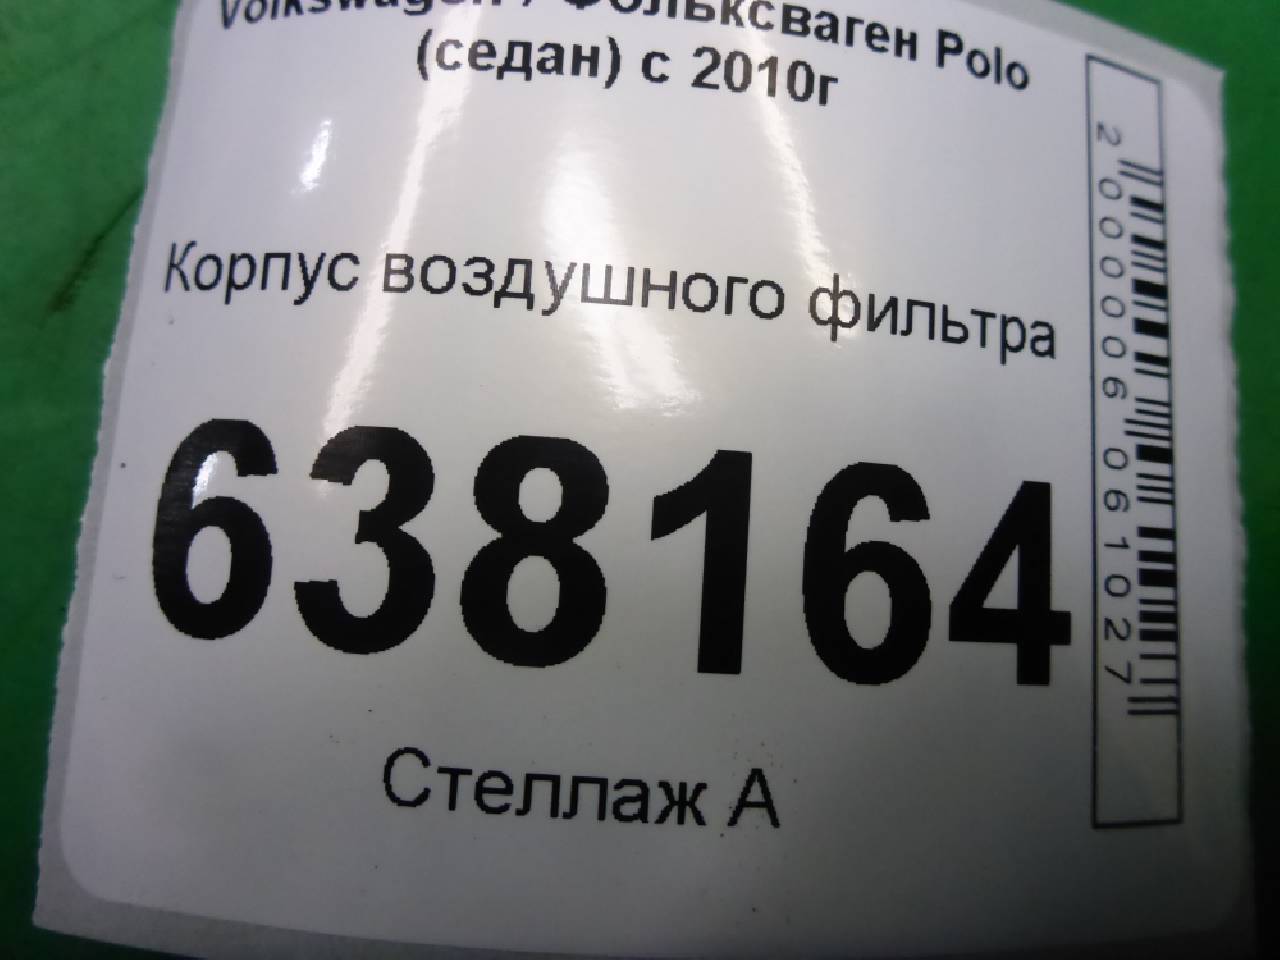 Volkswagen / Фольксваген Polo
(седан) с 2010г
Корпус воздушного фильтра
638164
Стеллаж А
2000006061027